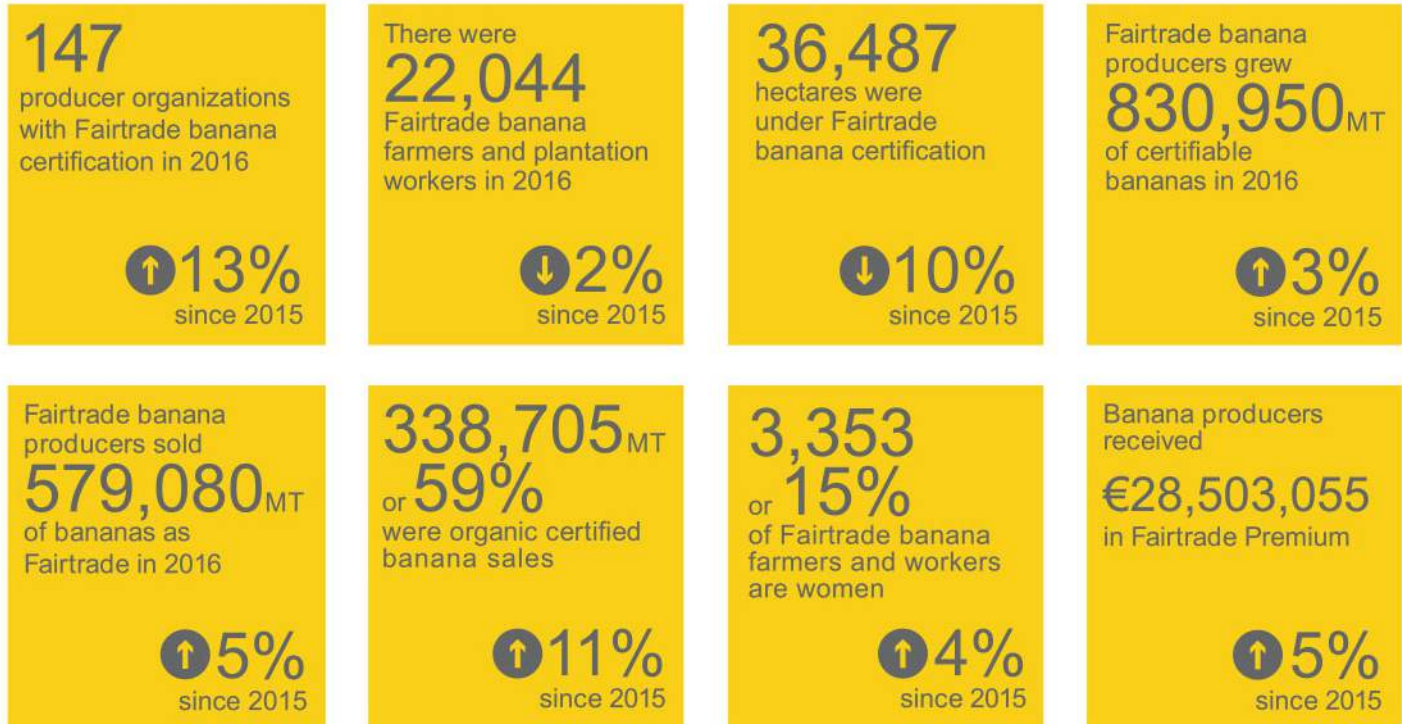 147
producer organizations
with Fairtrade banana
certification in 2016
↑13%
since 2015
There were
22,044
Fairtrade banana
farmers and plantation
workers in 2016
↓2%
since 2015
36,487
hectares were
under Fairtrade
banana certification
↓10%
since 2015
Fairtrade banana
producers grew
830,950MT
of certifiable
bananas in 2016
↑3%
since 2015
Fairtrade banana
producers sold
579,080MT
of bananas as
Fairtrade in 2016
↑5%
since 2015
338,705MT
or 59%
were organic certified
banana sales
↑11%
since 2015
3,353
or 15%
of Fairtrade banana
farmers and workers
are women
↑4%
since 2015
Banana producers
received
€28,503,055
in Fairtrade Premium
↑5%
since 2015